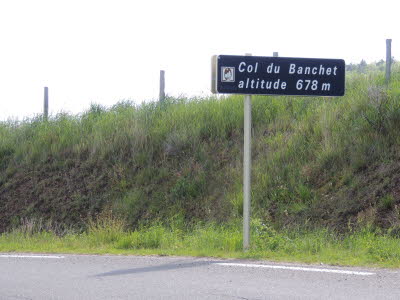 Col du Banchet
altitude 678 m